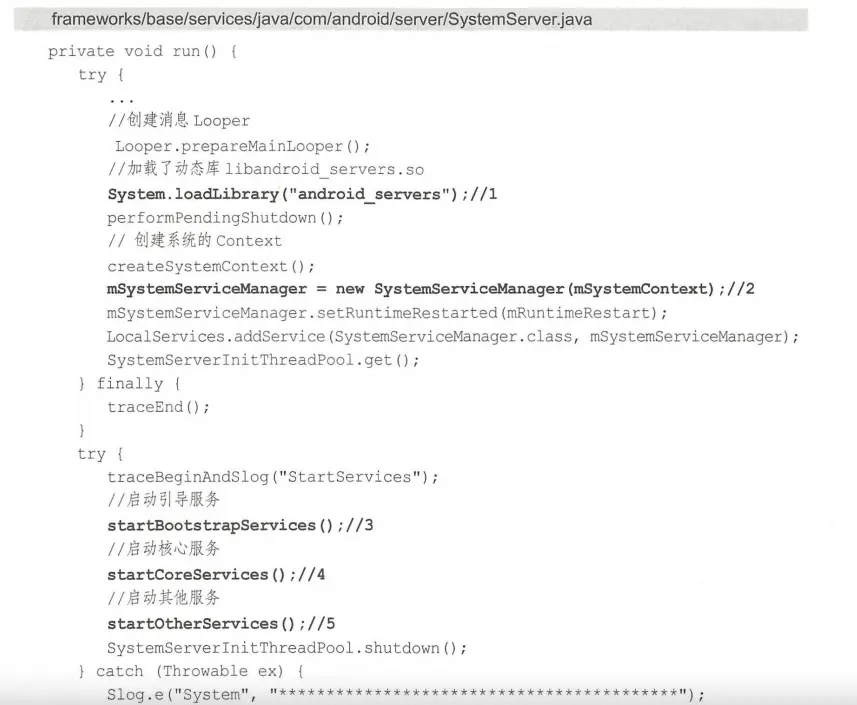 frameworks/base/services/java/com/android/server/SystemServer.java
private void run() {
try {
...
//创建消息 Looper
Looper.prepareMainLooper();
//加载了动态库 libandroid_servers.so
System.loadLibrary("android_servers");//1
performPendingShutdown();
// 创建系统的 Context
createSystemContext();
mSystemServiceManager = new SystemServiceManager(mSystemContext);//2
mSystemServiceManager.setRuntimeRestarted(mRuntimeRestart);
LocalServices.addService(SystemServiceManager.class, mSystemServiceManager);
SystemServerInitThreadPool.get();
} finally {
traceEnd();
}
try {
traceBeginAndSlog("StartServices");
//启动引导服务
startBootstrapServices();//3
//启动核心服务
startCoreServices();//4
//启动其他服务
startOtherServices();//5
SystemServerInitThreadPool.shutdown();
} catch (Throwable ex) {
Slog.e("System", "******************************************");